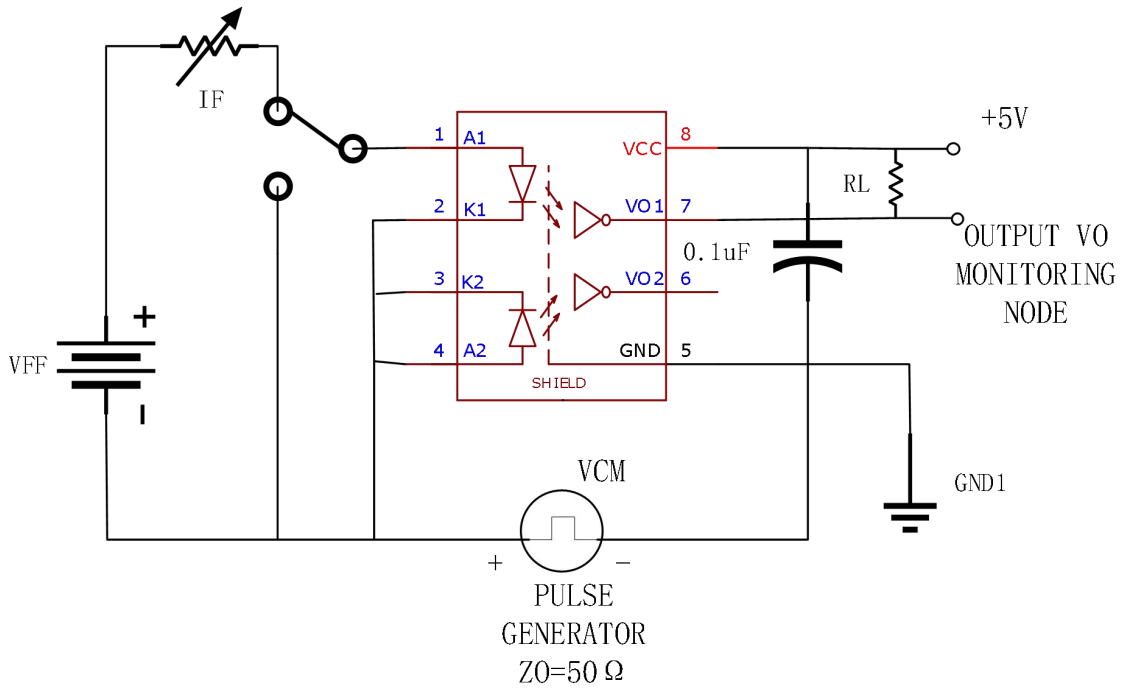 IF
+5V
1 A1
VCC 8
RL
2 K1
VO1 7
0.1uF
OUTPUT VO
MONITORING
NODE
3 K2
VO2 6
+
VFF
-
4 A2
GND 5
SHIELD
VCM
GND1
+ -
PULSE
GENERATOR
ZO=50Ω